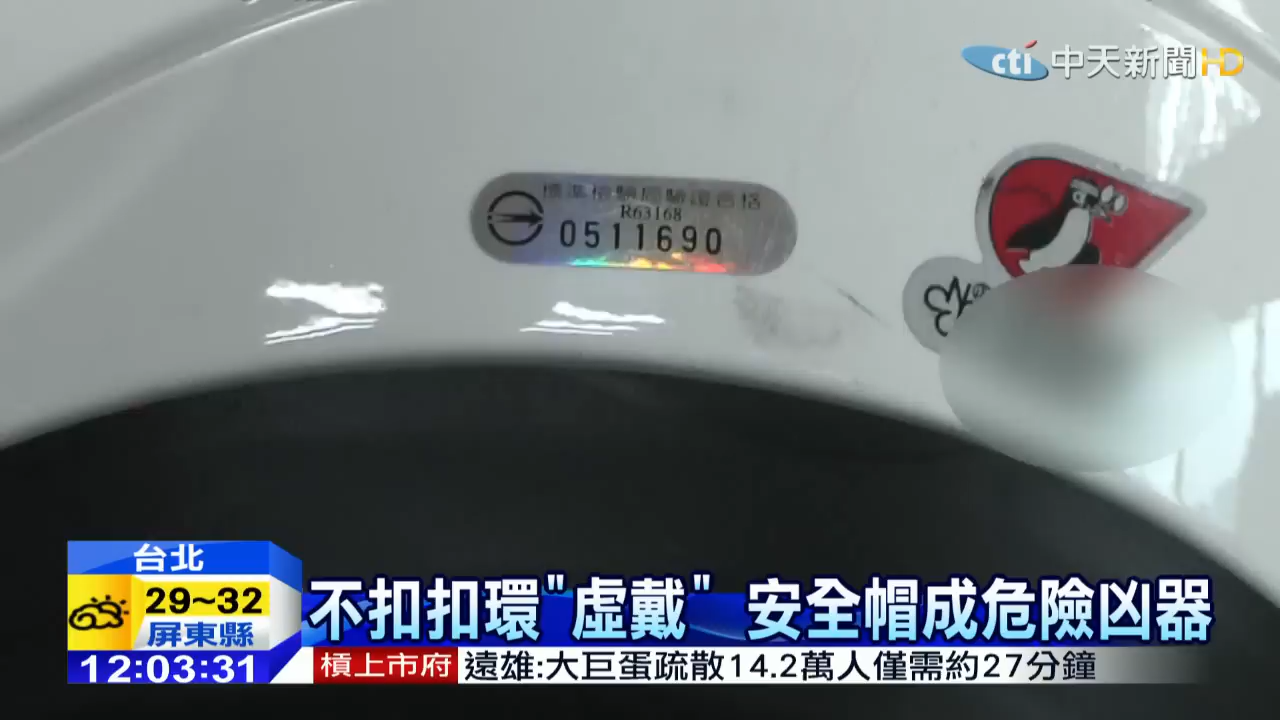 cti 中天新聞HD
標準檢驗局驗證合格
R63168
0511690
台北
29~32
屏東縣
12:03:31
不扣扣環"虛戴" 安全帽成危險凶器
槓上市府 遠雄:大巨蛋疏散14.2萬人僅需約27分鐘